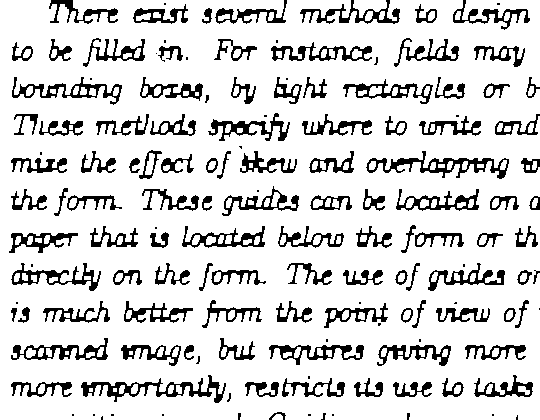 There exist several methods to design
to be filled in. For instance, fields may
bounding boxes, by light rectangles or b
These methods specify where to write and
mize the effect of skew and overlapping w
the form. These guides can be located on a
paper that is located below the form or th
directly on the form. The use of guides on
is much better from the point of view of
scanned image, but requires giving more
more importantly, restricts its use to tasks